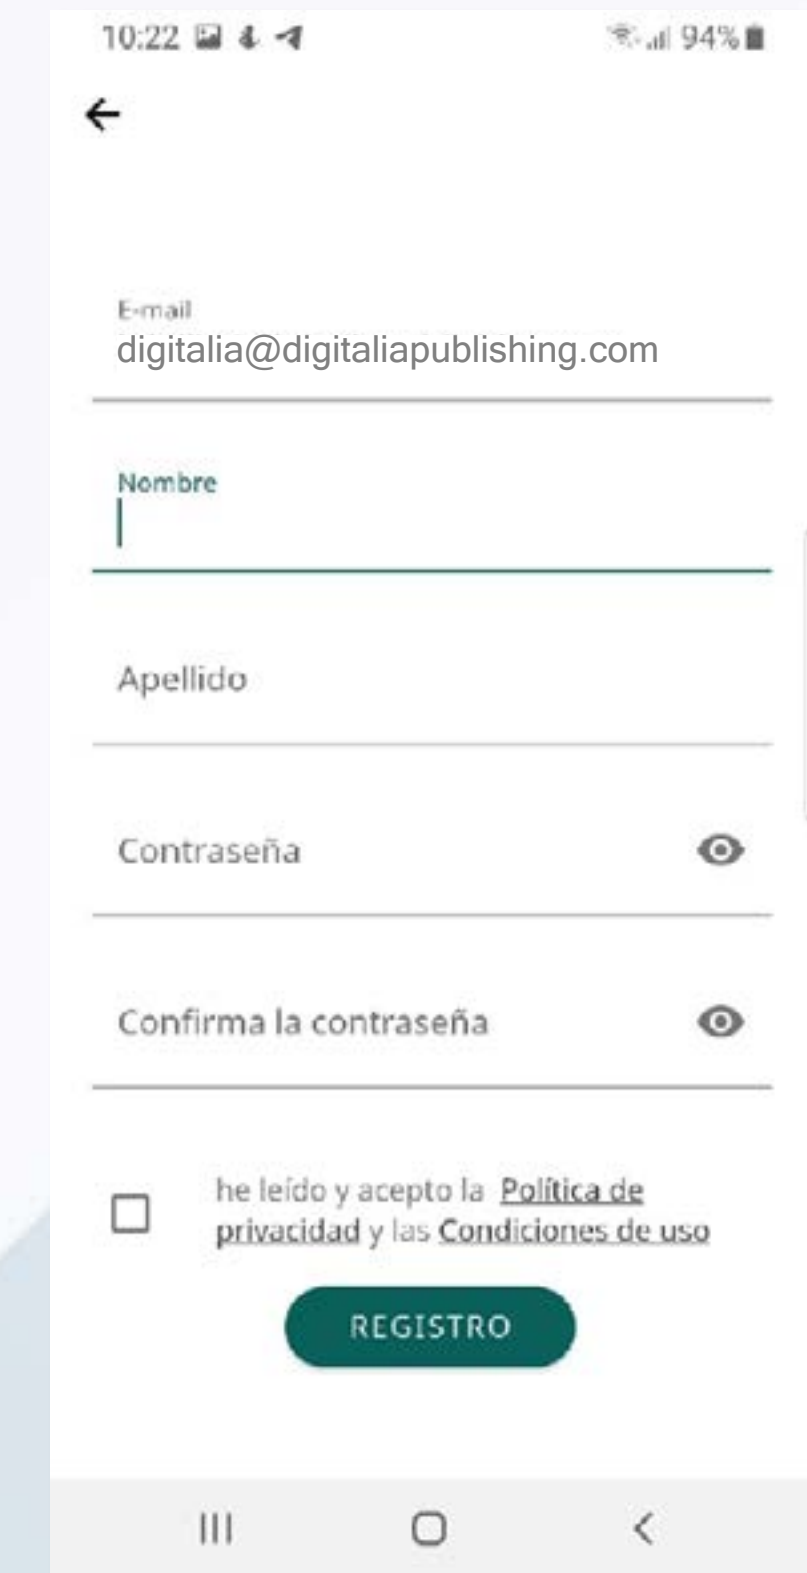 10:22 94%
E-mail
digitalia@digitaliapublishing.com
Nombre
Apellido
Contraseña
Confirma la contraseña
he leído y acepto la Política de
privacidad y las Condiciones de uso
REGISTRO